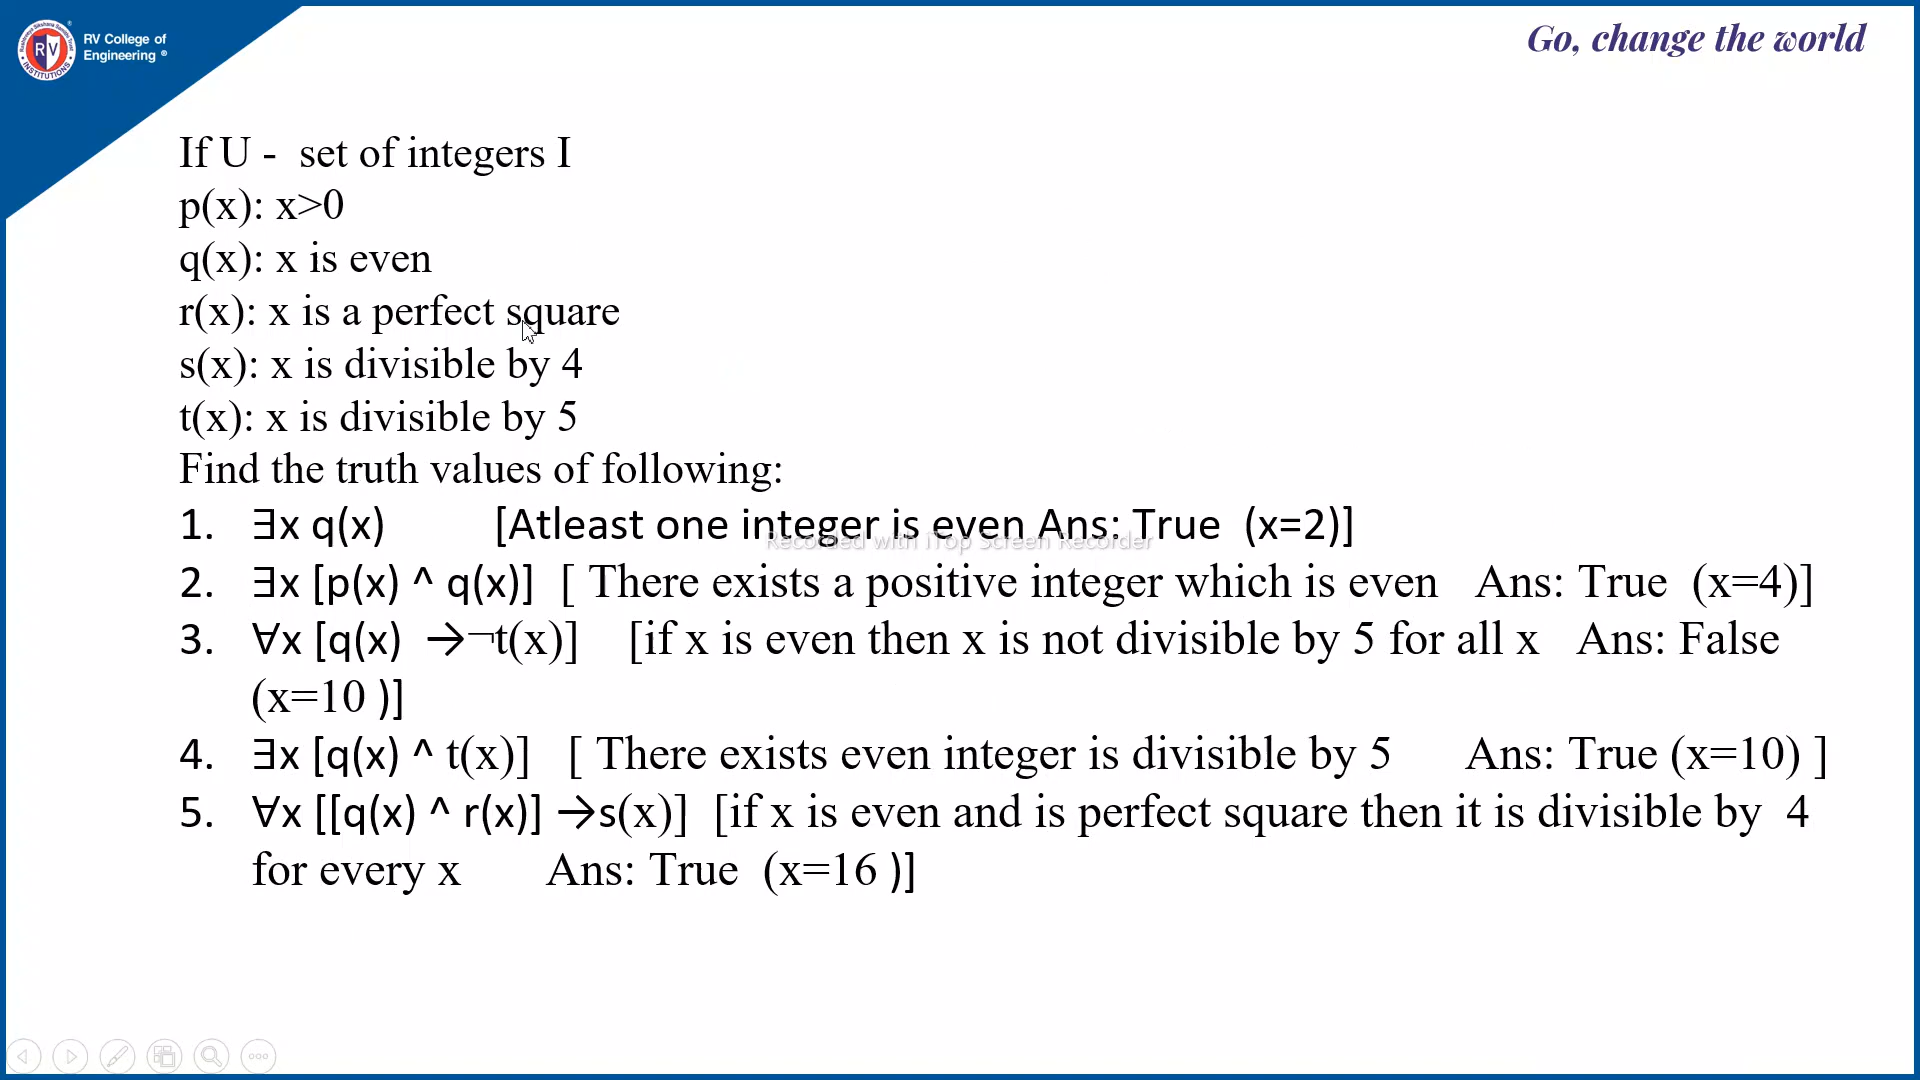 RV College of
Engineering ®
Go, change the world
If U - set of integers I
p(x): x>0
q(x): x is even
r(x): x is a perfect square
s(x): x is divisible by 4
t(x): x is divisible by 5
Find the truth values of following:
1. ∃x q(x) [Atleast one integer is even Ans: True (x=2)]
Recorded with iTop Screen Recorder
2. ∃x [p(x) ^ q(x)] [ There exists a positive integer which is even Ans: True (x=4)]
3. ∀x [q(x) →¬t(x)] [if x is even then x is not divisible by 5 for all x Ans: False
(x=10 )]
4. ∃x [q(x) ^ t(x)] [ There exists even integer is divisible by 5 Ans: True (x=10) ]
5. ∀x [[q(x) ^ r(x)] →s(x)] [if x is even and is perfect square then it is divisible by 4
for every x Ans: True (x=16 )]